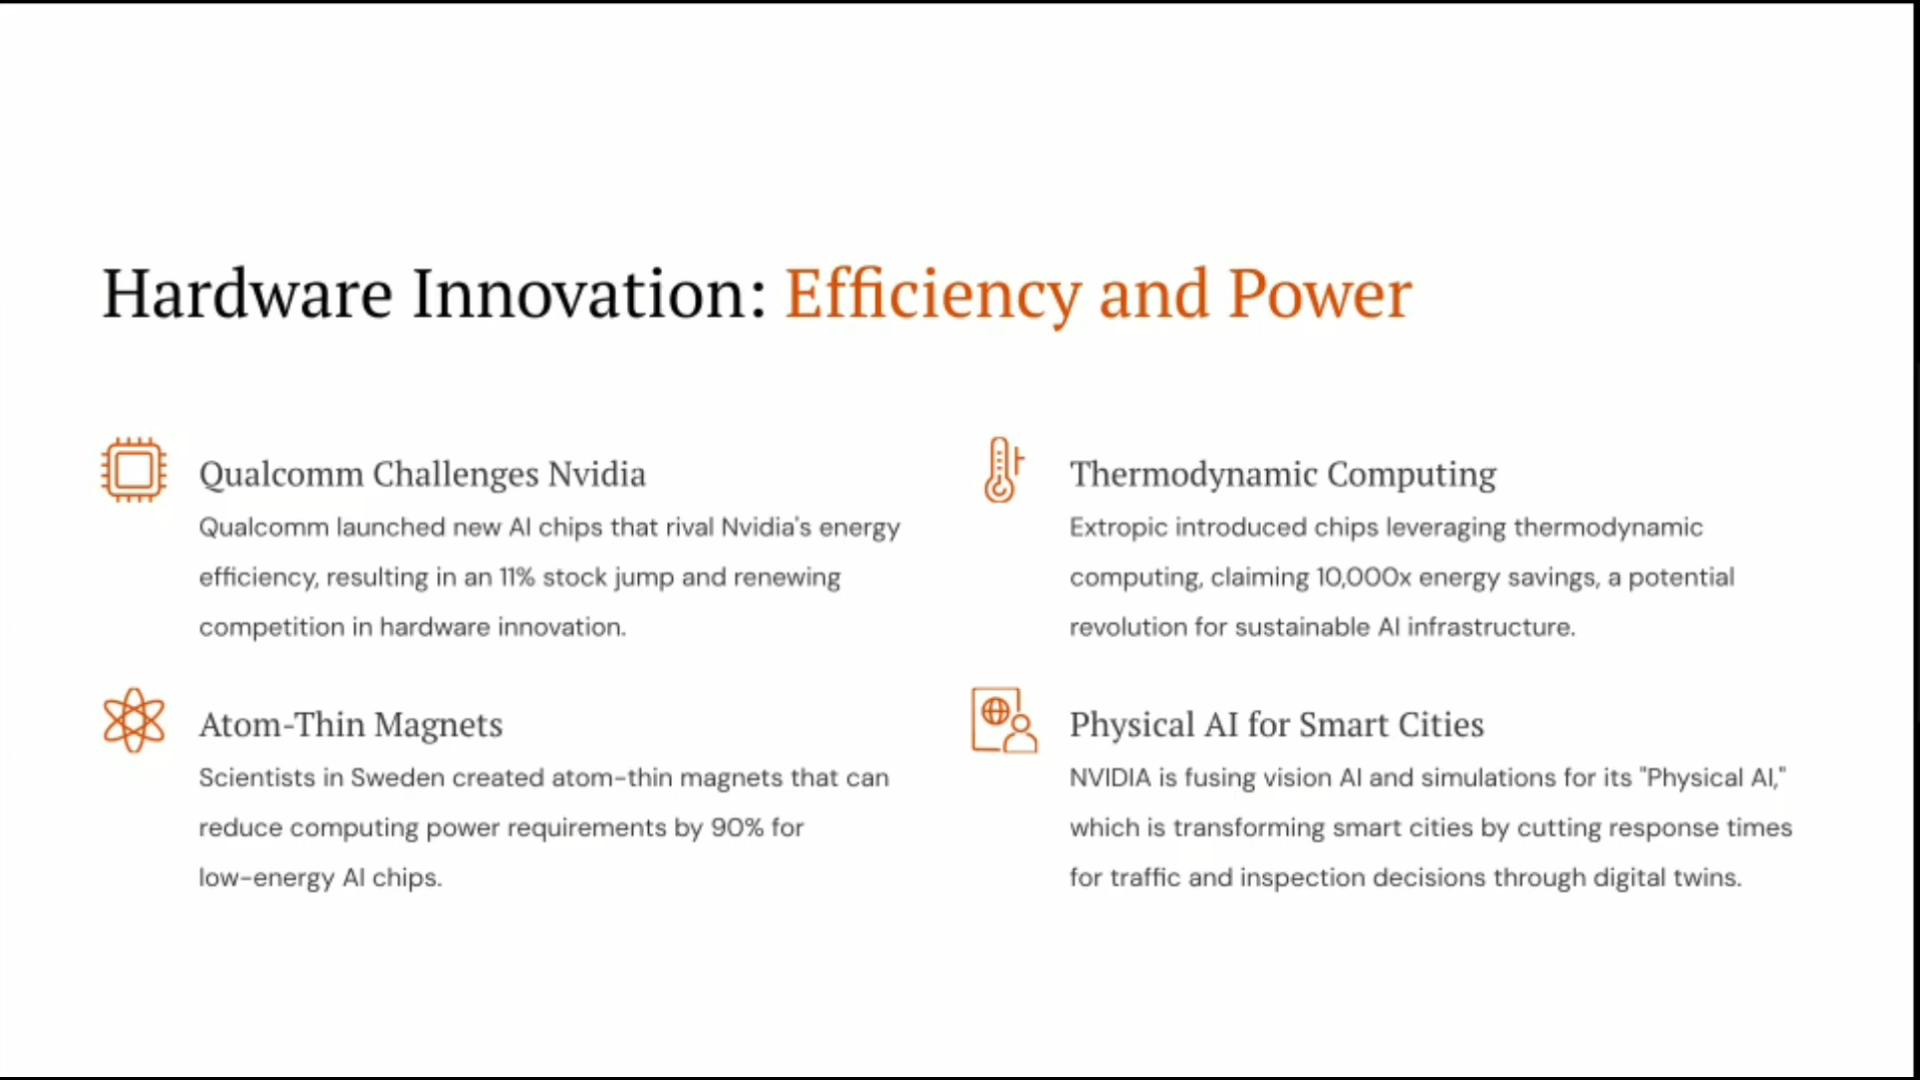 Hardware Innovation: Efficiency and Power
Qualcomm Challenges Nvidia
Qualcomm launched new AI chips that rival Nvidia's energy
efficiency, resulting in an 11% stock jump and renewing
competition in hardware innovation.
Thermodynamic Computing
Extropic introduced chips leveraging thermodynamic
computing, claiming 10,000x energy savings, a potential
revolution for sustainable AI infrastructure.
Atom-Thin Magnets
Scientists in Sweden created atom-thin magnets that can
reduce computing power requirements by 90% for
low-energy AI chips.
Physical AI for Smart Cities
NVIDIA is fusing vision AI and simulations for its "Physical AI,"
which is transforming smart cities by cutting response times
for traffic and inspection decisions through digital twins.